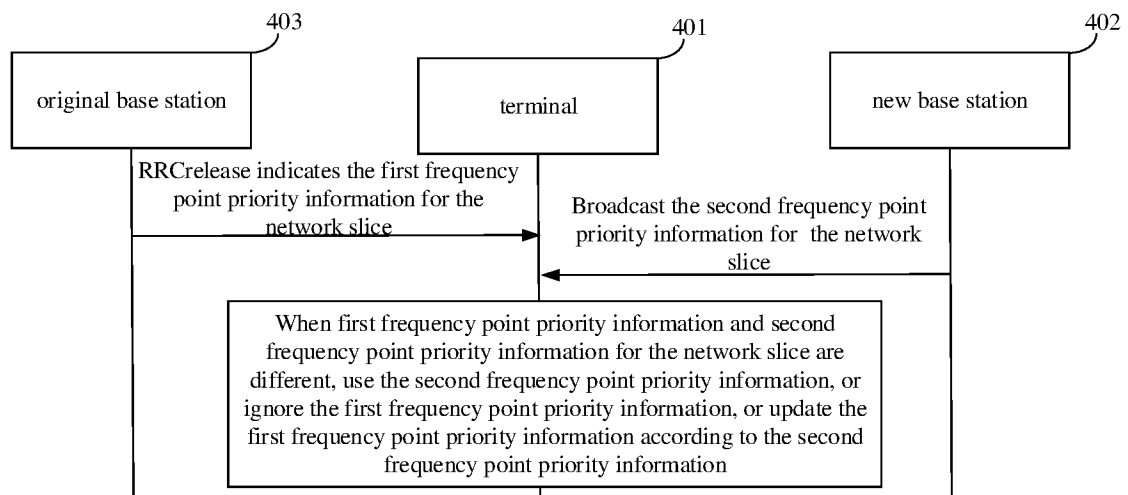 403
401
402
original base station
terminal
new base station
RRCrelease indicates the first frequency
point priority information for the
network slice
Broadcast the second frequency point
priority information for the network
slice
When first frequency point priority information and second
frequency point priority information for the network slice are
different, use the second frequency point priority information, or
ignore the first frequency point priority information, or update the
first frequency point priority information according to the second
frequency point priority information